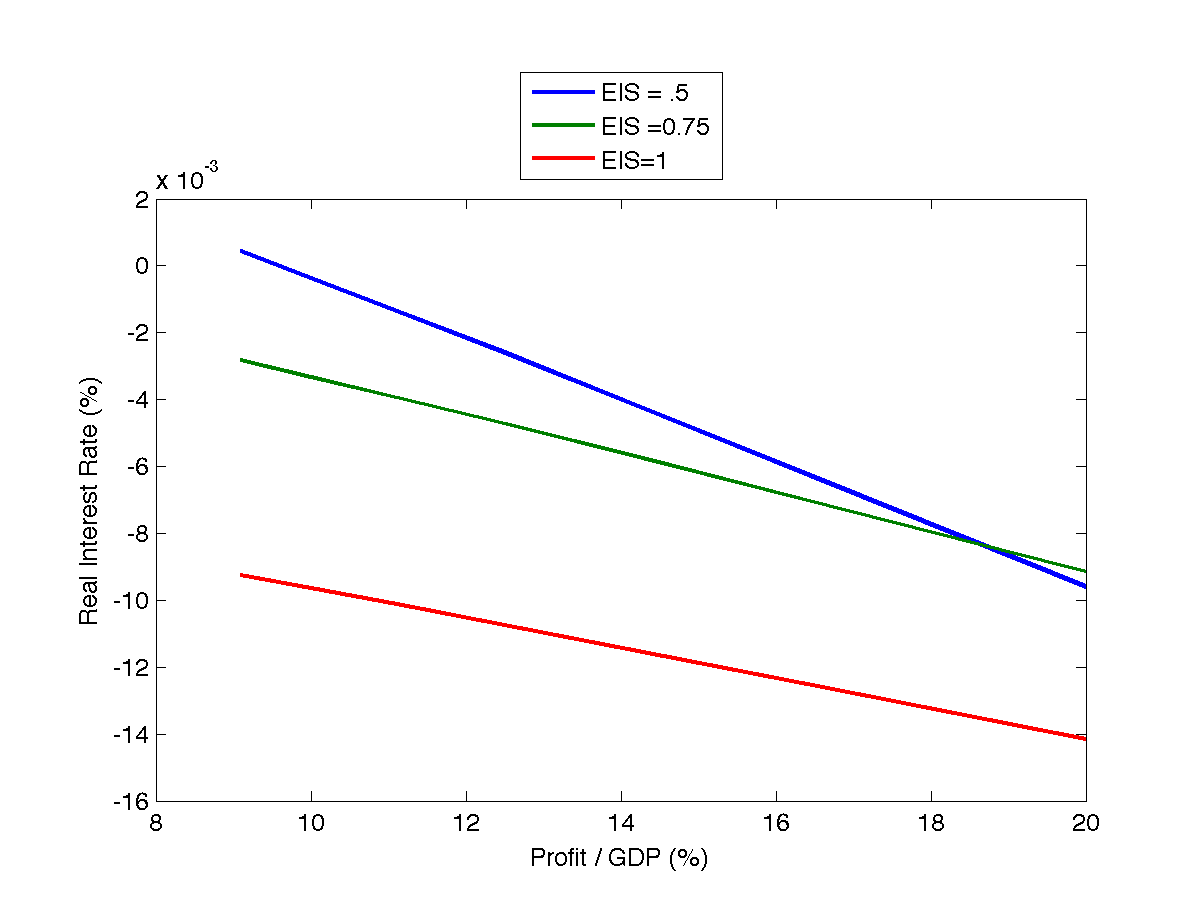 EIS = .5
EIS =0.75
EIS=1
x 10^-3
2
0
-2
-4
-6
-8
-10
-12
-14
-16
Real Interest Rate (%)
8 10 12 14 16 18 20
Profit / GDP (%)